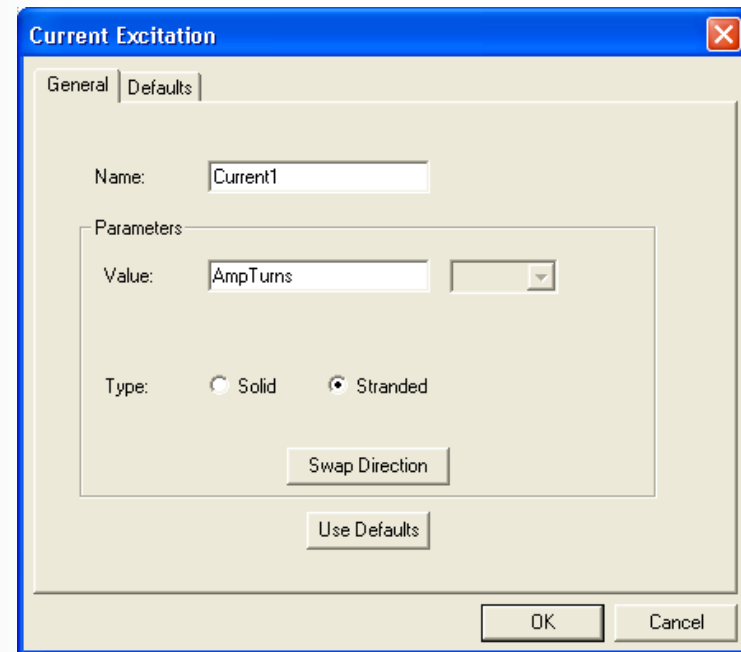 Current Excitation
General Defaults
Name: Current1
Parameters
Value: AmpTurns
Type: Solid Stranded
Swap Direction
Use Defaults
OK Cancel